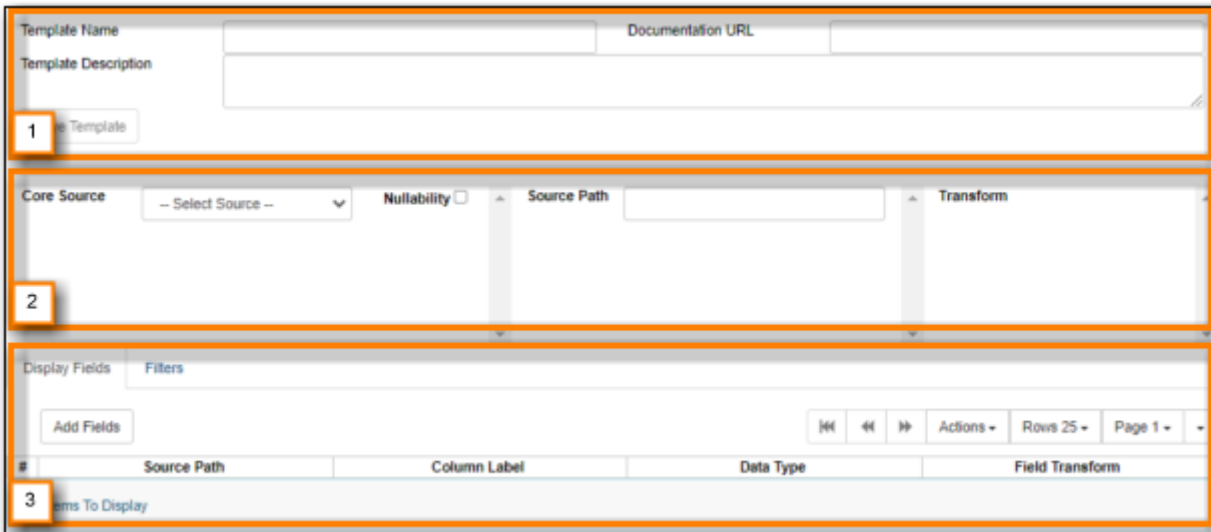 Template Name Documentation URL
Template Description
1 e Template
Core Source -- Select Source -- Nullability Source Path Transform
2
Display Fields Filters
Add Fields Actions Rows 25 Page 1
# Source Path Column Label Data Type Field Transform
3 ems To Display